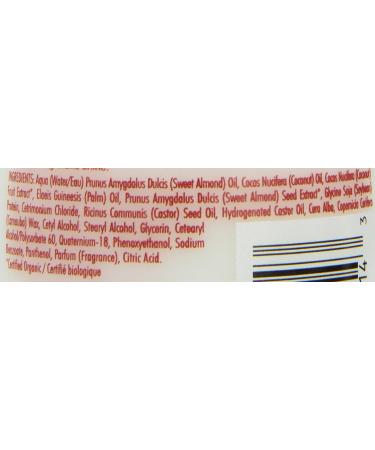 INGREDIENTS: Aqua (Water/Eau) Prunus Amygdalus Dulcis (Sweet Almond) Oil, Cocos Nucifera (Coconut) Oil, Cocos Nucifera (Coconut)
Fruit Extract*, Elaeis Guineesis (Palm) Oil, Prunus Amygdalus Dulcis (Sweet Almond) Seed Extract*, Glycine Soja (Soybean)
Protein, Cetrimonium Chloride, Ricinus Communis (Castor) Seed Oil, Hydrogenated Castor Oil, Cera Alba, Copernicia Cerifera
(Carnauba) Wax, Cetyl Alcohol, Stearyl Alcohol, Glycerin, Cetearyl
Alcohol/Polysorbate 60, Quaternium-18, Phenoxyethanol, Sodium
Benzoate, Panthenol, Parfum (Fragrance), Citric Acid.
*Certified Organic / Certifié biologique
14 3